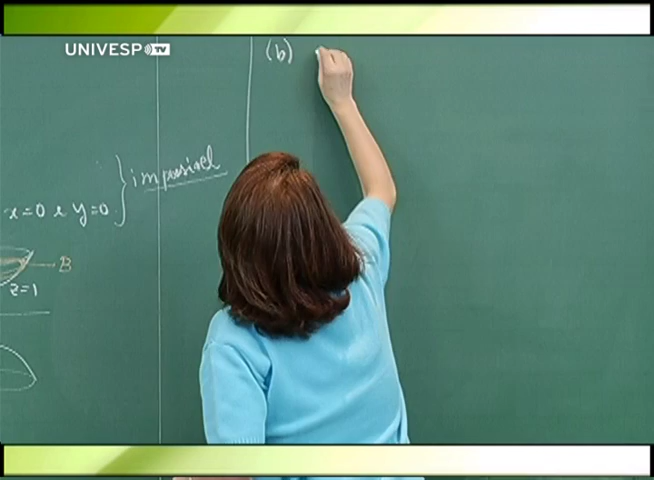 UNIVESP TV
(b)
impossível
x=0 e y=0
B
z=1